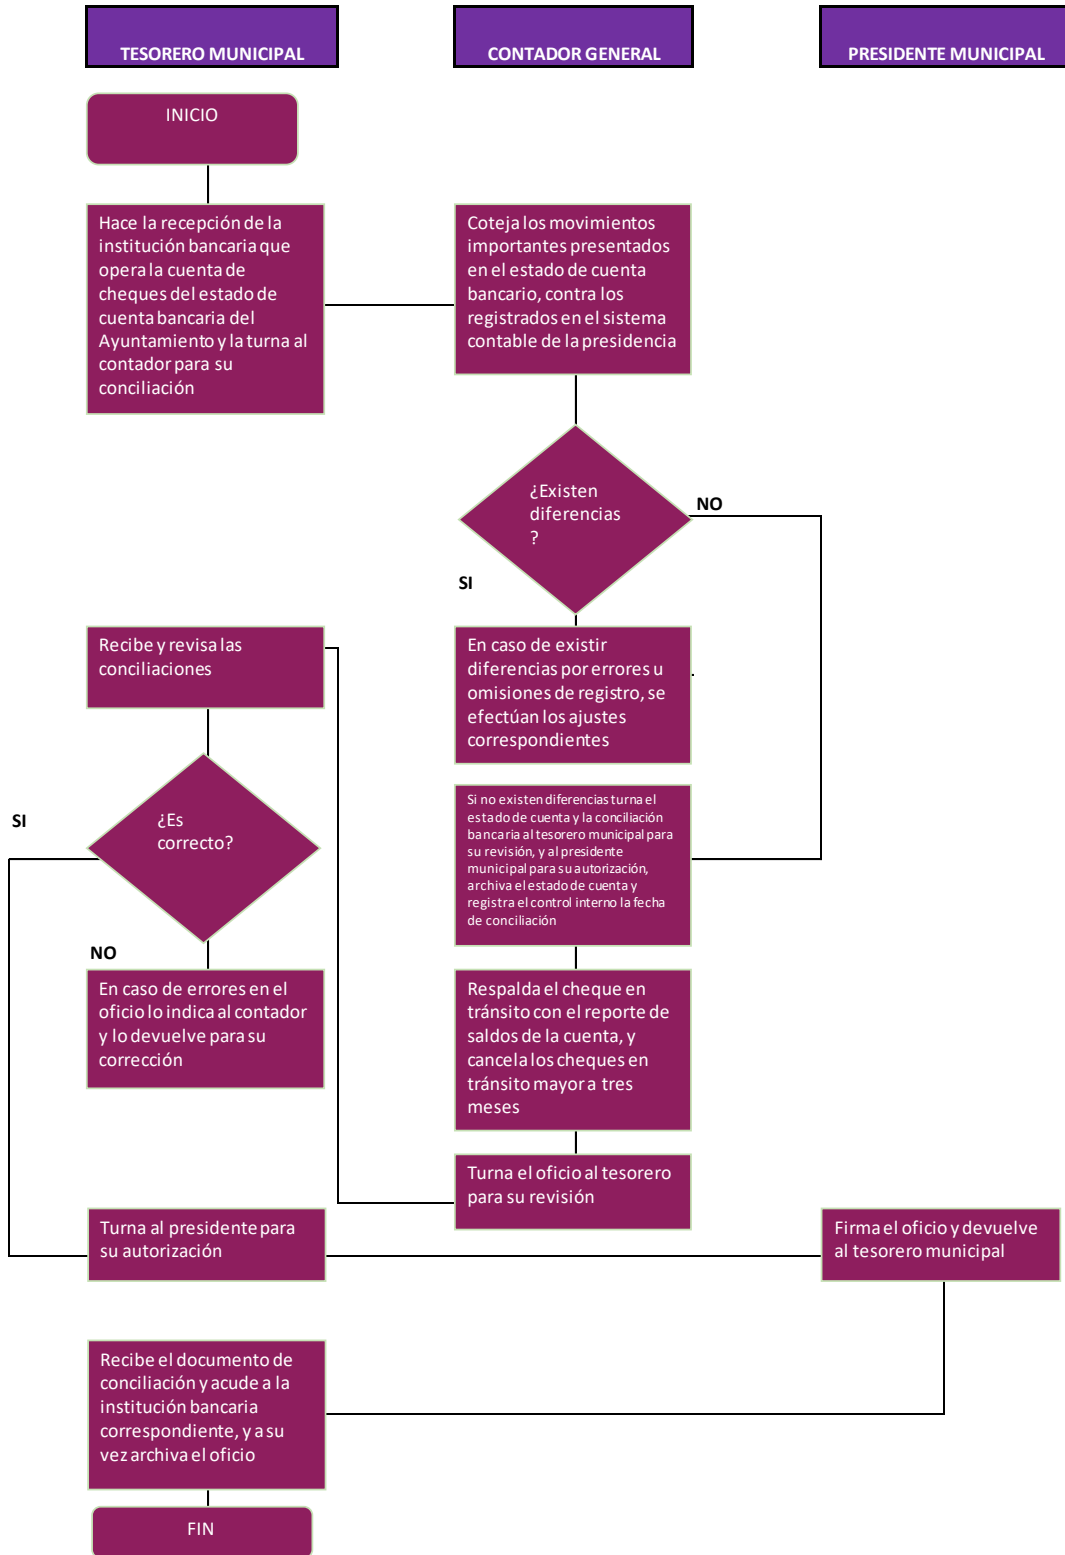 TESORERO MUNICIPAL
CONTADOR GENERAL
PRESIDENTE MUNICIPAL
INICIO
Hace la recepción de la
institución bancaria que
opera la cuenta de
cheques del estado de
cuenta bancaria del
Ayuntamiento y la turna al
contador para su
conciliación
Coteja los movimientos
importantes presentados
en el estado de cuenta
bancario, contra los
registrados en el sistema
contable de la presidencia
¿Existen
diferencias
?
NO
SI
En caso de existir
diferencias por errores u
omisiones de registro, se
efectúan los ajustes
correspondientes
Si no existen diferencias turna el
estado de cuenta y la conciliación
bancaria al tesorero municipal para
su revisión, y al presidente
municipal para su autorización,
archiva el estado de cuenta y
registra el control interno la fecha
de conciliación
Respalda el cheque en
tránsito con el reporte de
saldos de la cuenta, y
cancela los cheques en
tránsito mayor a tres
meses
Turna el oficio al tesorero
para su revisión
Recibe y revisa las
conciliaciones
¿Es
correcto?
SI
NO
En caso de errores en el
oficio lo indica al contador
y lo devuelve para su
corrección
Turna al presidente para
su autorización
Firma el oficio y devuelve
al tesorero municipal
Recibe el documento de
conciliación y acude a la
institución bancaria
correspondiente, y a su
vez archiva el oficio
FIN